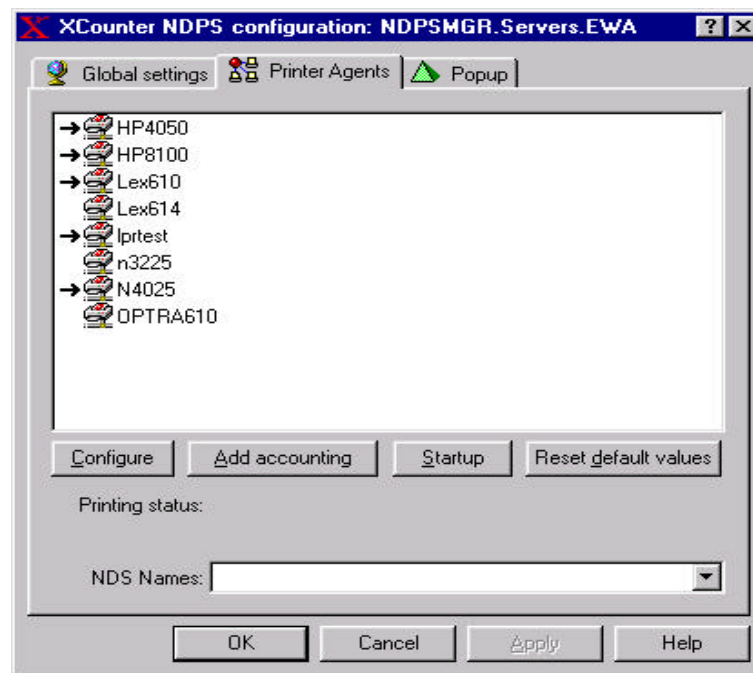 XCounter NDPS configuration: NDPSMGR.Servers.EWA
Global settings Printer Agents Popup
HP4050
HP8100
Lex610
Lex614
lprtest
n3225
N4025
OPTRA610
Configure Add accounting Startup Reset default values
Printing status:
NDS Names:
OK Cancel Apply Help